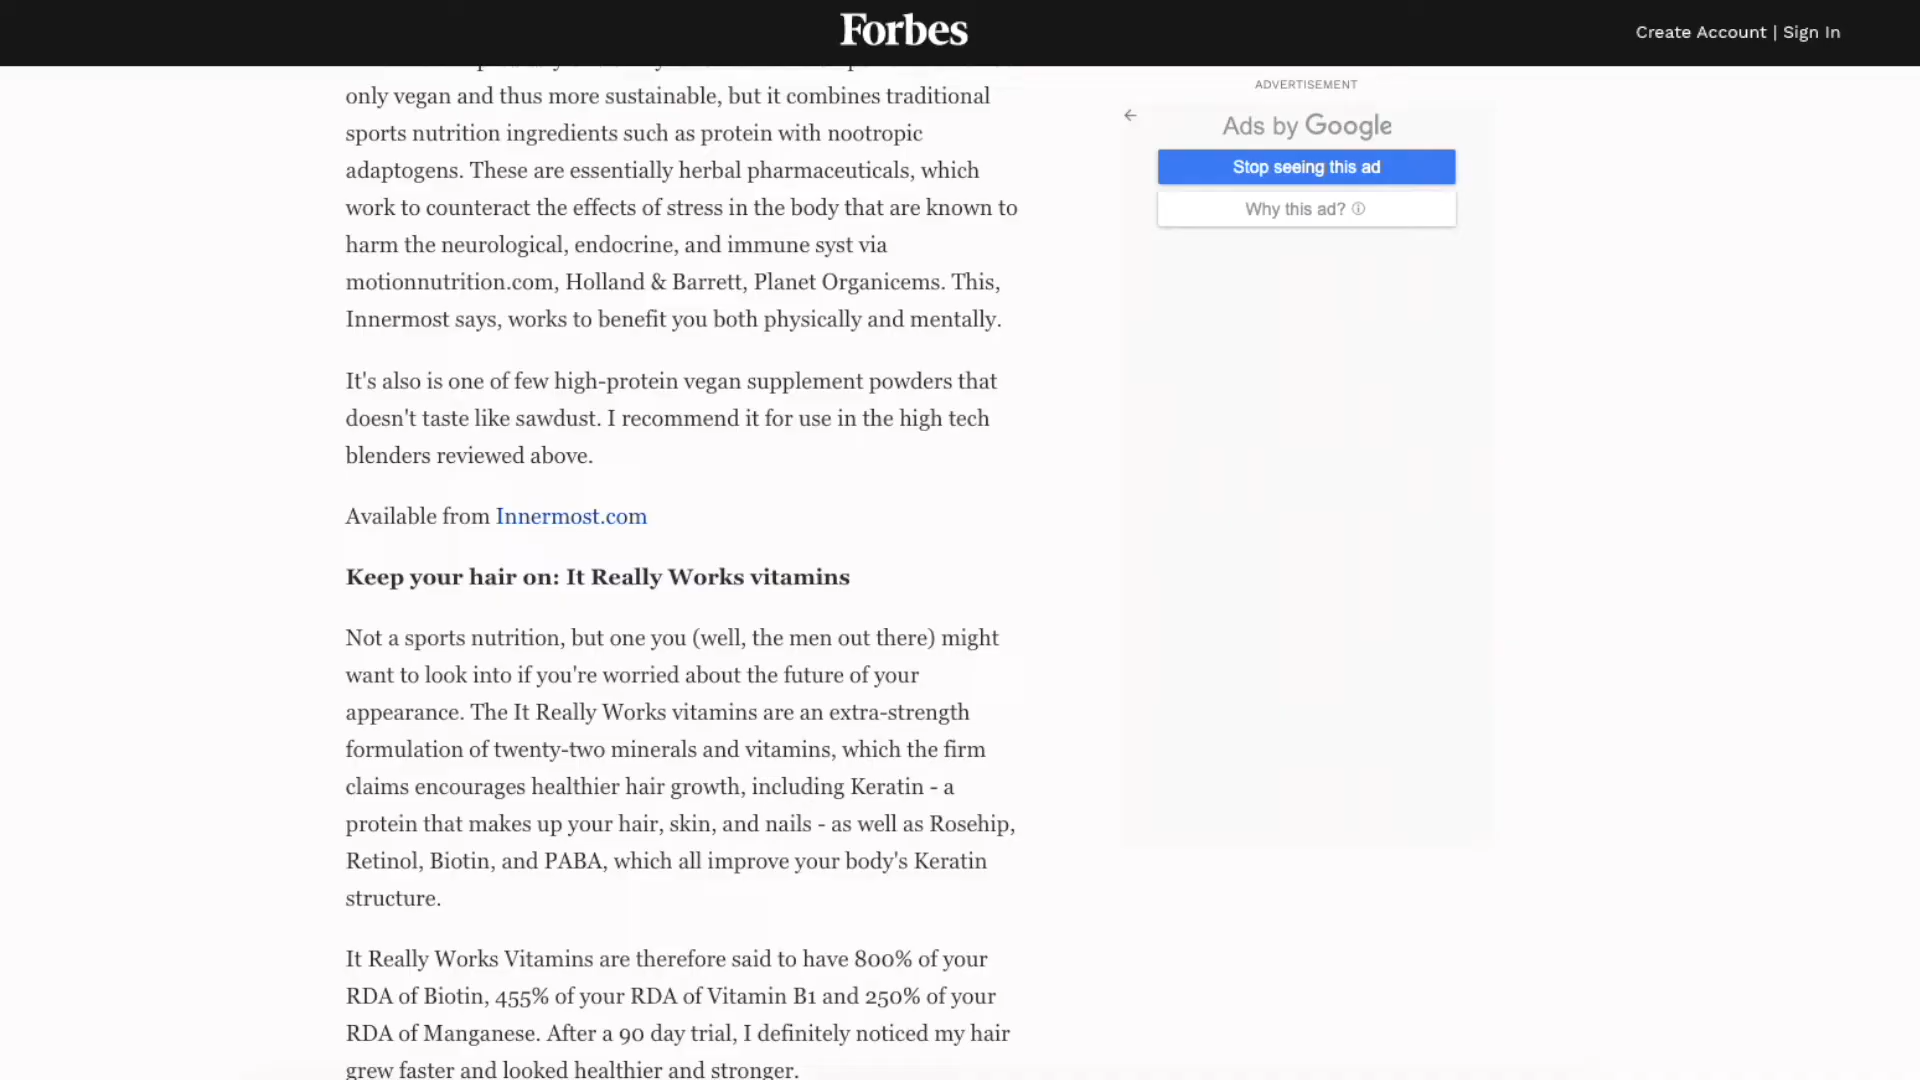 Forbes
Create Account | Sign In
only vegan and thus more sustainable, but it combines traditional
sports nutrition ingredients such as protein with nootropic
adaptogens. These are essentially herbal pharmaceuticals, which
work to counteract the effects of stress in the body that are known to
harm the neurological, endocrine, and immune syst via
motionnutrition.com, Holland & Barrett, Planet Organicems. This,
Innermost says, works to benefit you both physically and mentally.
It's also is one of few high-protein vegan supplement powders that
doesn't taste like sawdust. I recommend it for use in the high tech
blenders reviewed above.
Available from Innermost.com
Keep your hair on: It Really Works vitamins
Not a sports nutrition, but one you (well, the men out there) might
want to look into if you're worried about the future of your
appearance. The It Really Works vitamins are an extra-strength
formulation of twenty-two minerals and vitamins, which the firm
claims encourages healthier hair growth, including Keratin - a
protein that makes up your hair, skin, and nails - as well as Rosehip,
Retinol, Biotin, and PABA, which all improve your body's Keratin
structure.
It Really Works Vitamins are therefore said to have 800% of your
RDA of Biotin, 455% of your RDA of Vitamin B1 and 250% of your
RDA of Manganese. After a 90 day trial, I definitely noticed my hair
grew faster and looked healthier and stronger.
ADVERTISEMENT
Ads by Google
Stop seeing this ad
Why this ad?